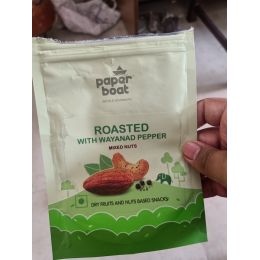 paper
boat
ROASTED
WITH WAYANAD PEPPER
MIXED NUTS
DRY FRUITS AND NUTS BASED SNACKS